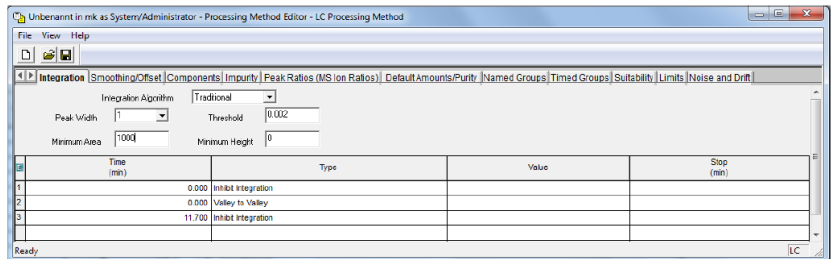 Unbenannt in mk as System/Administrator - Processing Method Editor - LC Processing Method
File View Help
Integration Smoothing/Offset Components Impurity Peak Ratios (MS Ion Ratios) Default Amounts/Purity Named Groups Timed Groups Suitability Limits Noise and Drift
Integration Algorithm Traditional
Peak Width 1 Threshold 0.002
Minimum Area 1000 Minimum Height 0
Time (min) Type Value Stop (min)
1 0.000 Inhibit Integration
2 0.000 Valley to Valley
3 11.700 Inhibit Integration
Ready LC